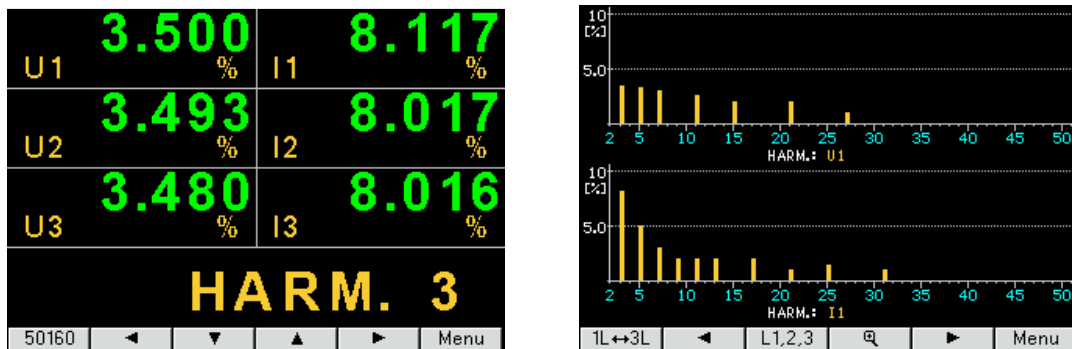 3.500 8.117
U1 % I1 %
3.493 8.017
U2 % I2 %
3.480 8.016
U3 % I3 %
HARM. 3
50160 ◄ ▼ ▲ ► Menu
10
[%]
5.0
2 5 10 15 20 25 30 35 40 45 50
HARM.: U1
10
[%]
5.0
2 5 10 15 20 25 30 35 40 45 50
HARM.: I1
1L↔3L ◄ L1,2,3 ► Menu